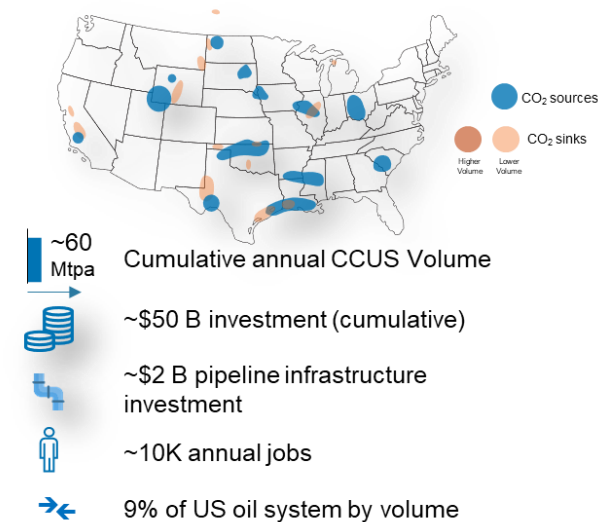 CO₂ sources
CO₂ sinks
Higher
Volume
Lower
Volume
~60
Mtpa
Cumulative annual CCUS Volume
~$50 B investment (cumulative)
~$2 B pipeline infrastructure
investment
~10K annual jobs
9% of US oil system by volume